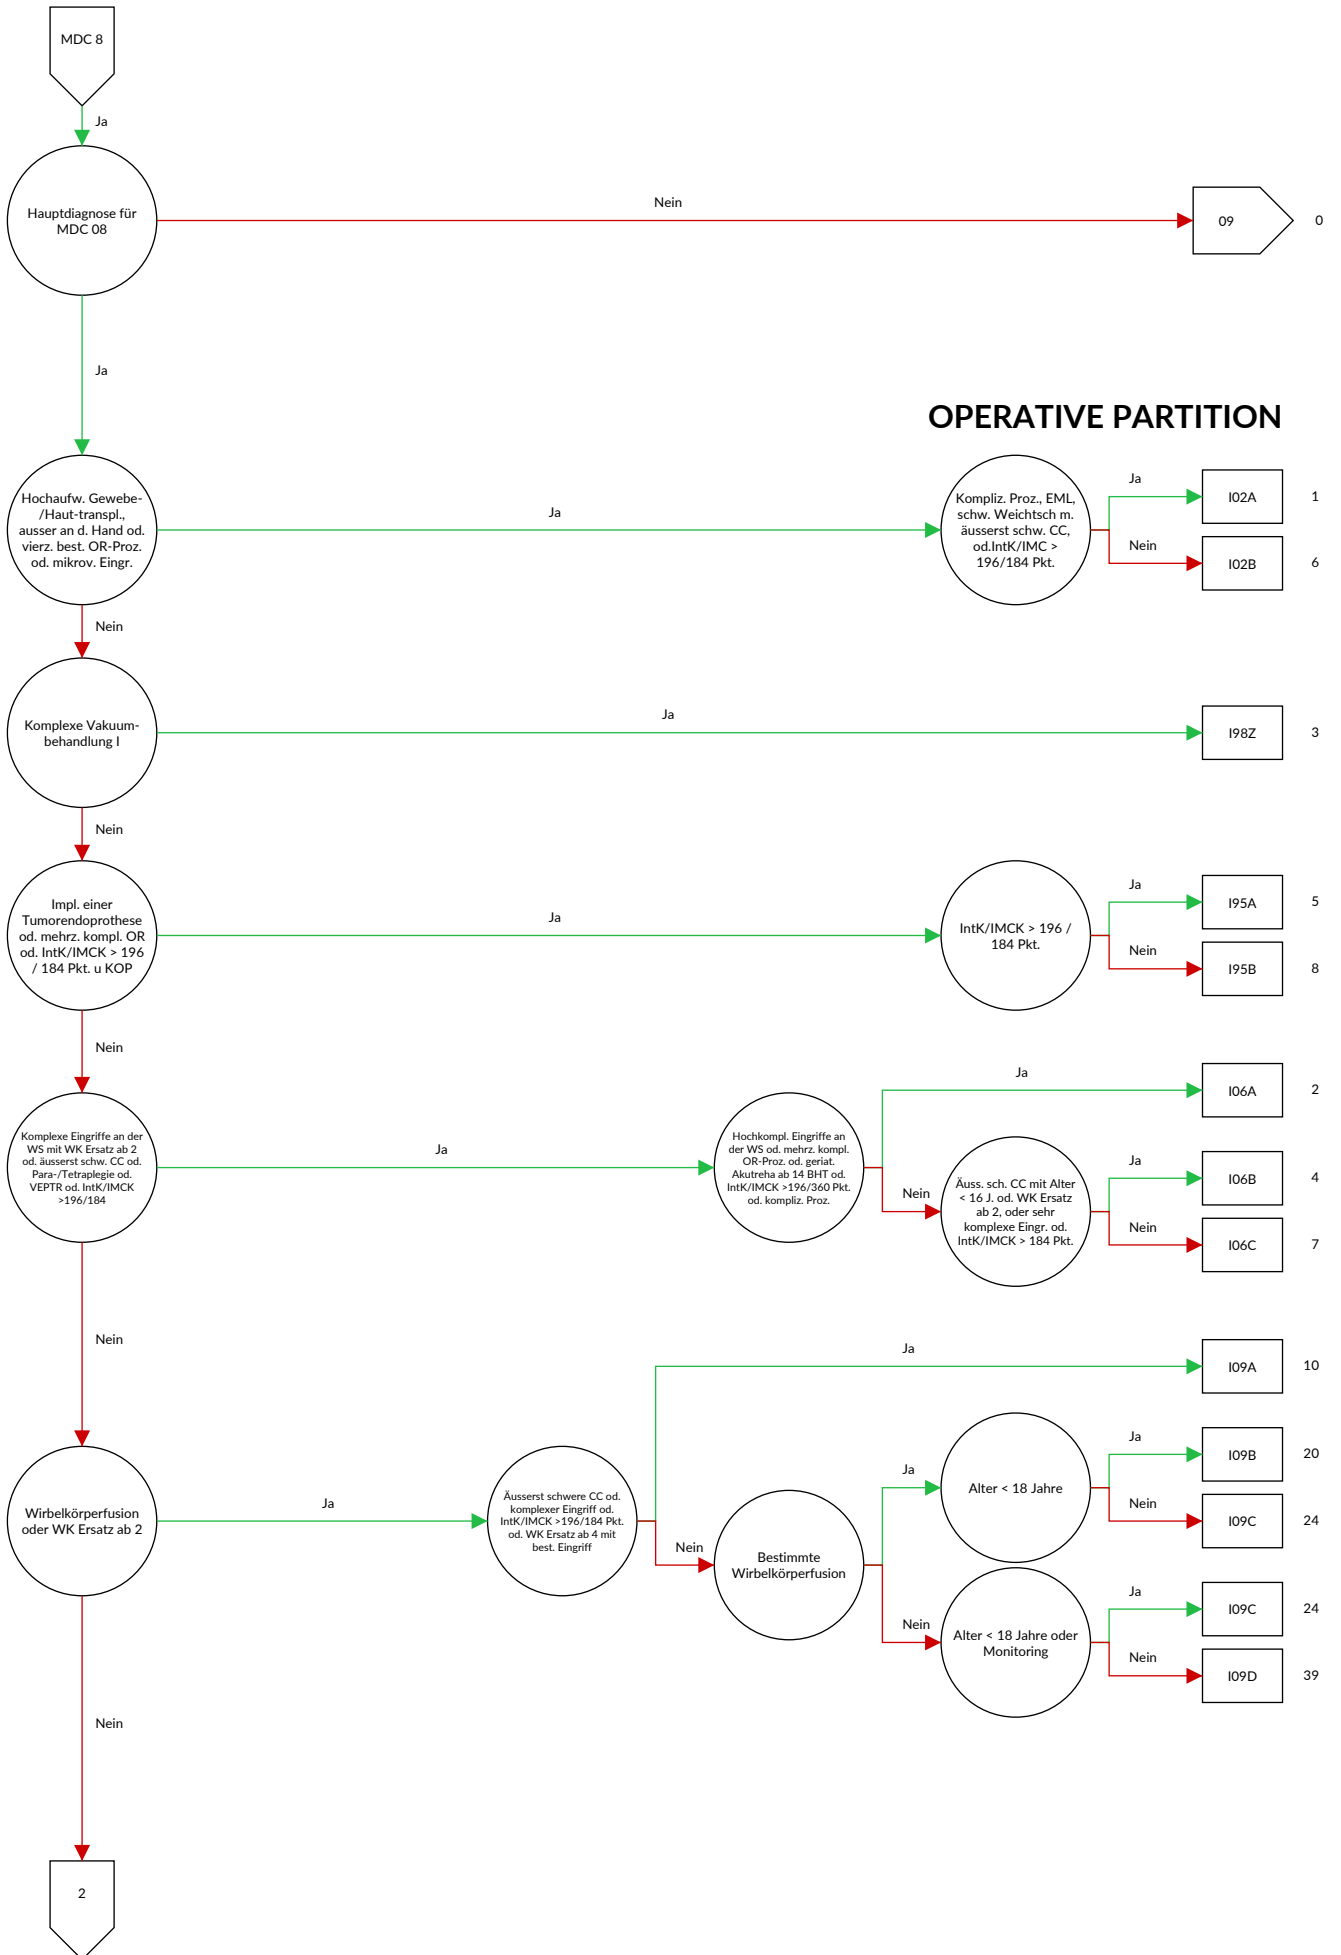 MDC 8
Ja
Hauptdiagnose für
MDC 08
Nein
09
0
Ja
OPERATIVE PARTITION
Hochaufw. Gewebe-
/Haut-transpl.,
ausser an d. Hand od.
vierz. best. OR-Proz.
od. mikrov. Eingr.
Ja
Kompliz. Proz., EML,
schw. Weichtsch m.
äusserst schw. CC,
od.IntK/IMC >
196/184 Pkt.
Ja
I02A
1
Nein
I02B
6
Nein
Komplexe Vakuum-
behandlung I
Ja
I98Z
3
Nein
Impl. einer
Tumorendoprothese
od. mehrz. kompl. OR
od. IntK/IMCK > 196
/ 184 Pkt. u KOP
Ja
IntK/IMCK > 196 /
184 Pkt.
Ja
I95A
5
Nein
I95B
8
Nein
Komplexe Eingriffe an der
WS mit WK Ersatz ab 2
od. äusserst schw. CC od.
Para-/Tetraplegie od.
VEPTR od. IntK/IMCK
>196/184
Ja
Hochkompl. Eingriffe an
der WS od. mehrz. kompl.
OR-Proz. od. geriat.
Akutreha ab 14 BHT od.
IntK/IMCK >196/360 Pkt.
od. kompliz. Proz.
Ja
I06A
2
Nein
Äuss. sch. CC mit Alter
< 16 J. od. WK Ersatz
ab 2, oder sehr
komplexe Eingr. od.
IntK/IMCK > 184 Pkt.
Ja
I06B
4
Nein
I06C
7
Nein
Wirbelkörperfusion
oder WK Ersatz ab 2
Ja
Äusserst schwere CC od.
komplexer Eingriff od.
IntK/IMCK >196/184 Pkt.
od. WK Ersatz ab 4 mit
best. Eingriff
Ja
I09A
10
Nein
Bestimmte
Wirbelkörperfusion
Ja
Alter < 18 Jahre
Ja
I09B
20
Nein
I09C
24
Nein
Alter < 18 Jahre oder
Monitoring
Ja
I09C
24
Nein
I09D
39
Nein
2